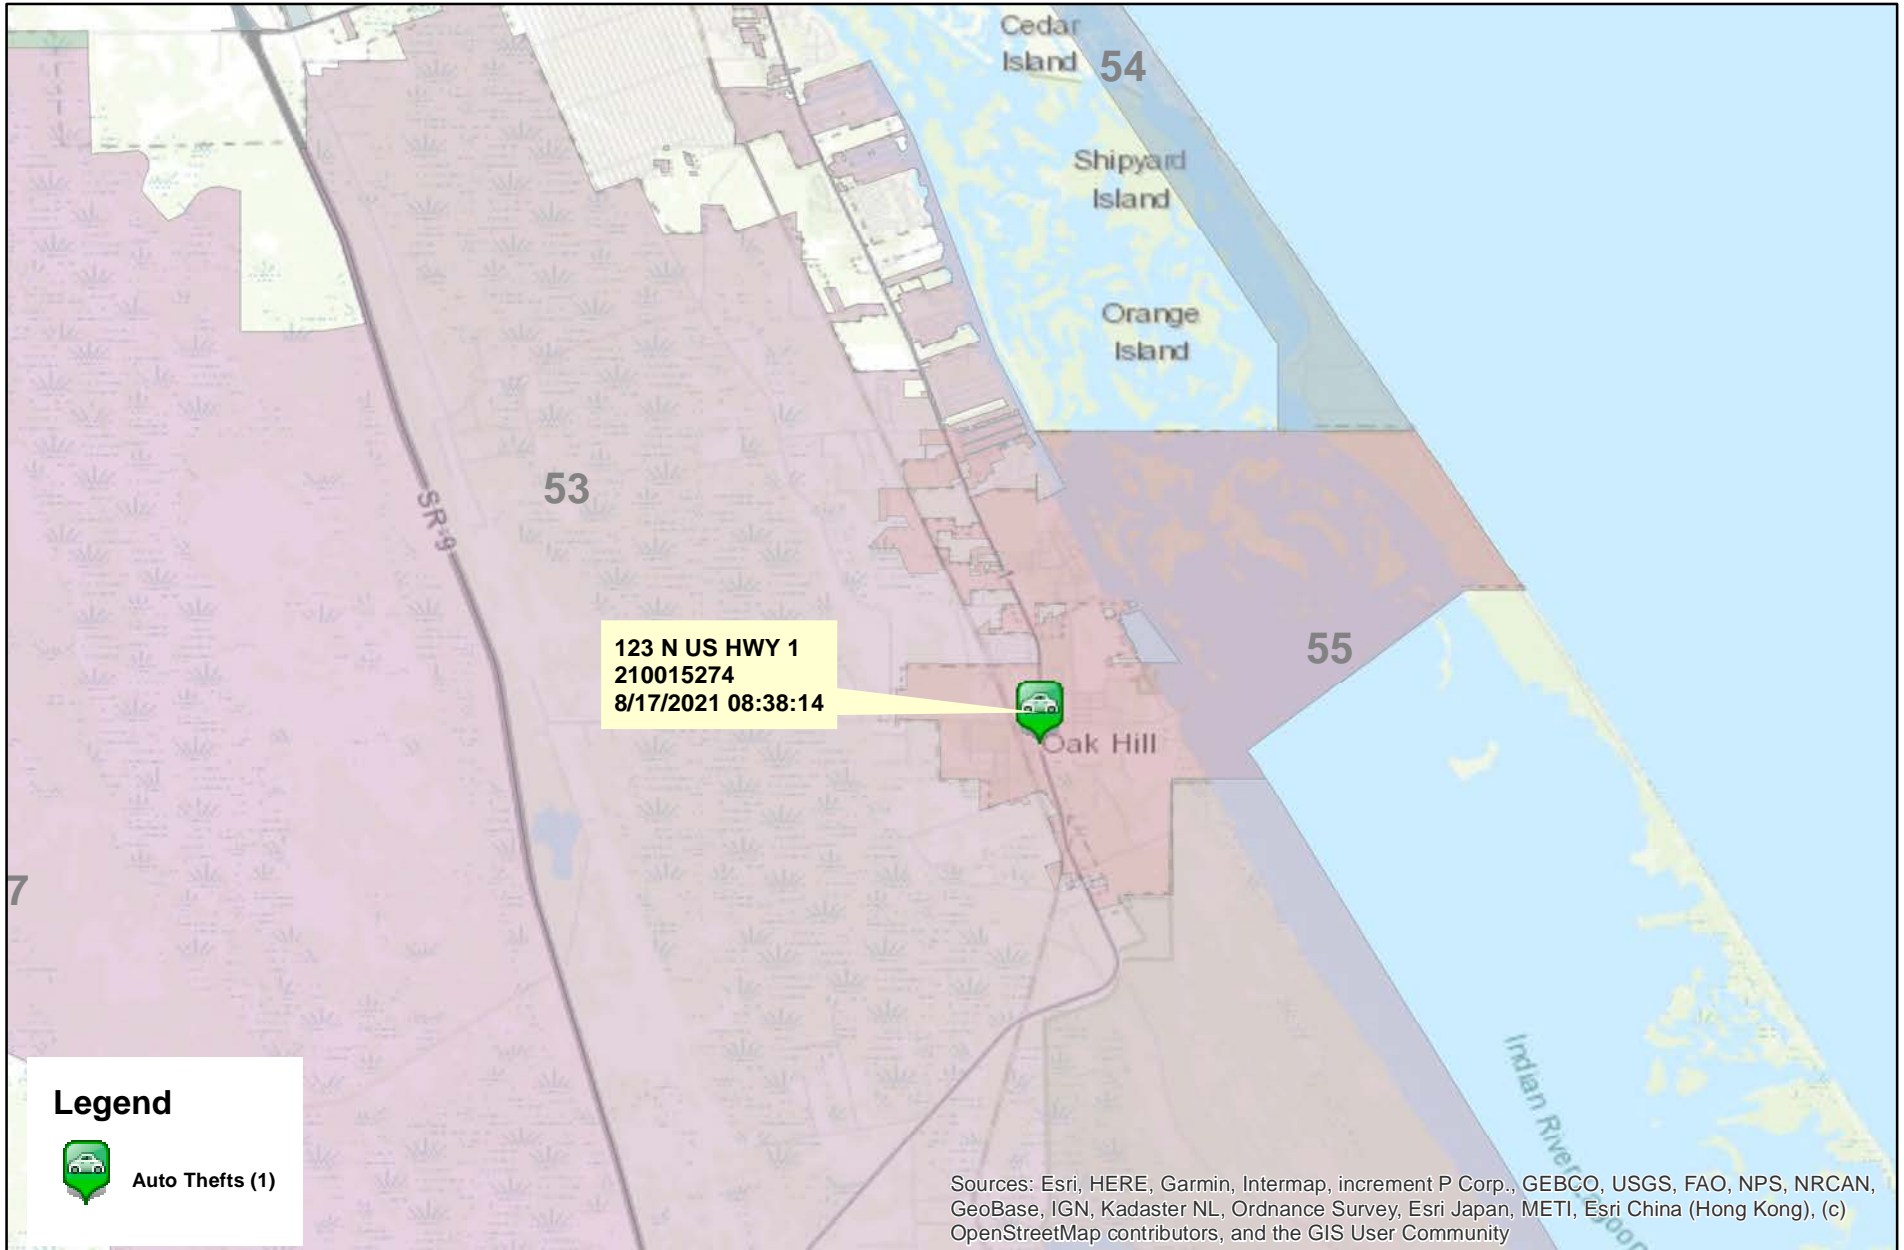 Cedar
Island
54
Shipyard
Island
Orange
Island
53
SR-9
123 N US HWY 1
210015274
8/17/2021 08:38:14
55
Oak Hill
7
Indian River Lagoon
Legend
Auto Thefts (1)
Sources: Esri, HERE, Garmin, Intermap, increment P Corp., GEBCO, USGS, FAO, NPS, NRCAN,
GeoBase, IGN, Kadaster NL, Ordnance Survey, Esri Japan, METI, Esri China (Hong Kong), (c)
OpenStreetMap contributors, and the GIS User Community